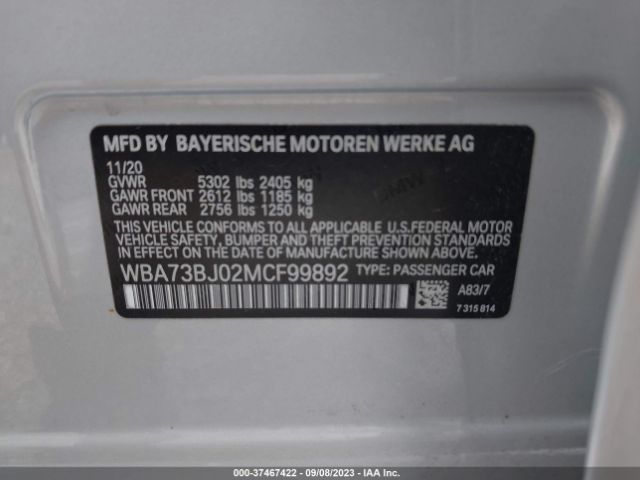 MFD BY BAYERISCHE MOTOREN WERKE AG
11/20
GVWR 5302 lbs 2405 kg
GAWR FRONT 2612 lbs 1185 kg
GAWR REAR 2756 lbs 1250 kg
THIS VEHICLE CONFORMS TO ALL APPLICABLE U.S.FEDERAL MOTOR
VEHICLE SAFETY, BUMPER, AND THEFT PREVENTION STANDARDS
IN EFFECT ON THE DATE OF MANUFACTURE SHOWN ABOVE.
WBA73BJ02MCF99892 TYPE: PASSENGER CAR
A83/7
7 315 814
000-37467422 - 09/08/2023 - IAA Inc.